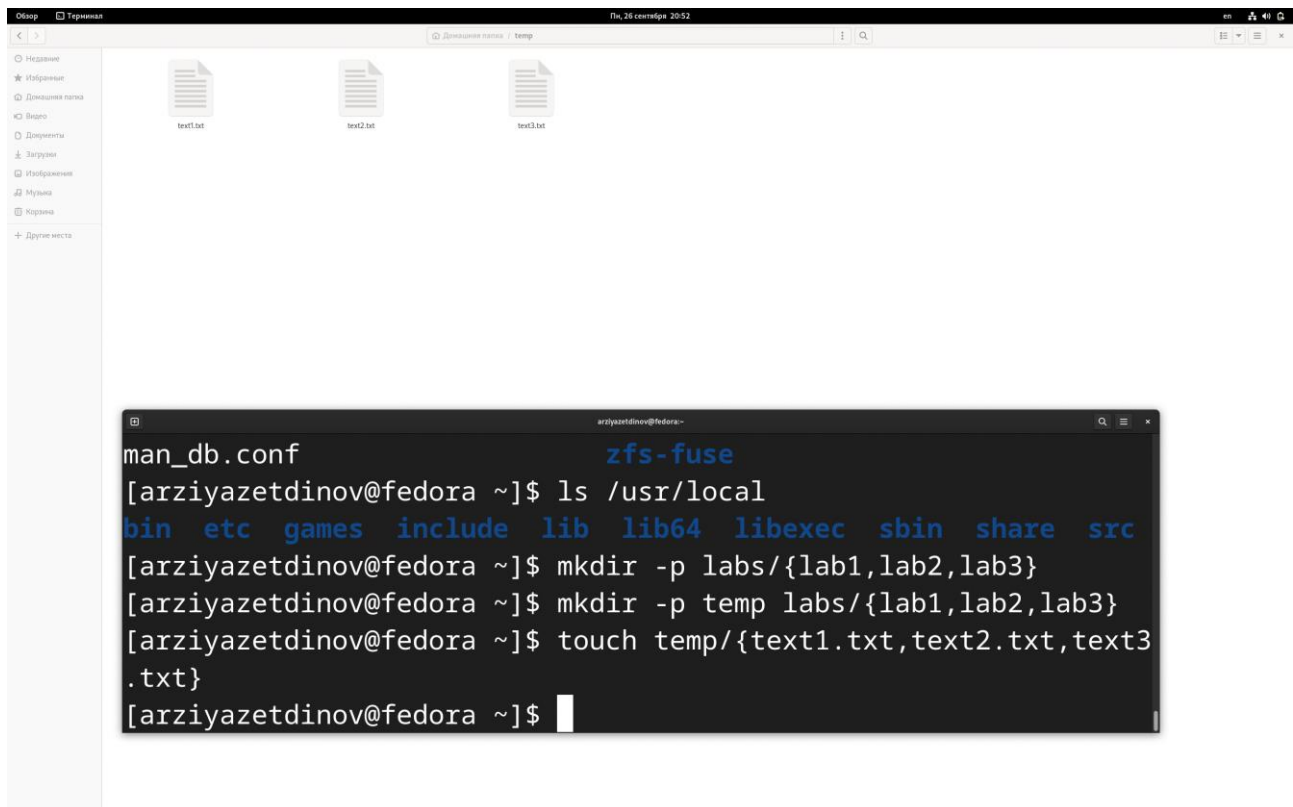 Обзор Терминал Пн, 26 сентября 20:52 en
Домашняя папка / temp
Недавние
Избранные
Домашняя папка
Видео
Документы
Загрузки
Изображения
Музыка
Корзина
Другие места
text1.txt text2.txt text3.txt
arziyazetdinov@fedora:~
man_db.conf zfs-fuse
[arziyazetdinov@fedora ~]$ ls /usr/local
bin etc games include lib lib64 libexec sbin share src
[arziyazetdinov@fedora ~]$ mkdir -p labs/{lab1,lab2,lab3}
[arziyazetdinov@fedora ~]$ mkdir -p temp labs/{lab1,lab2,lab3}
[arziyazetdinov@fedora ~]$ touch temp/{text1.txt,text2.txt,text3
.txt}
[arziyazetdinov@fedora ~]$